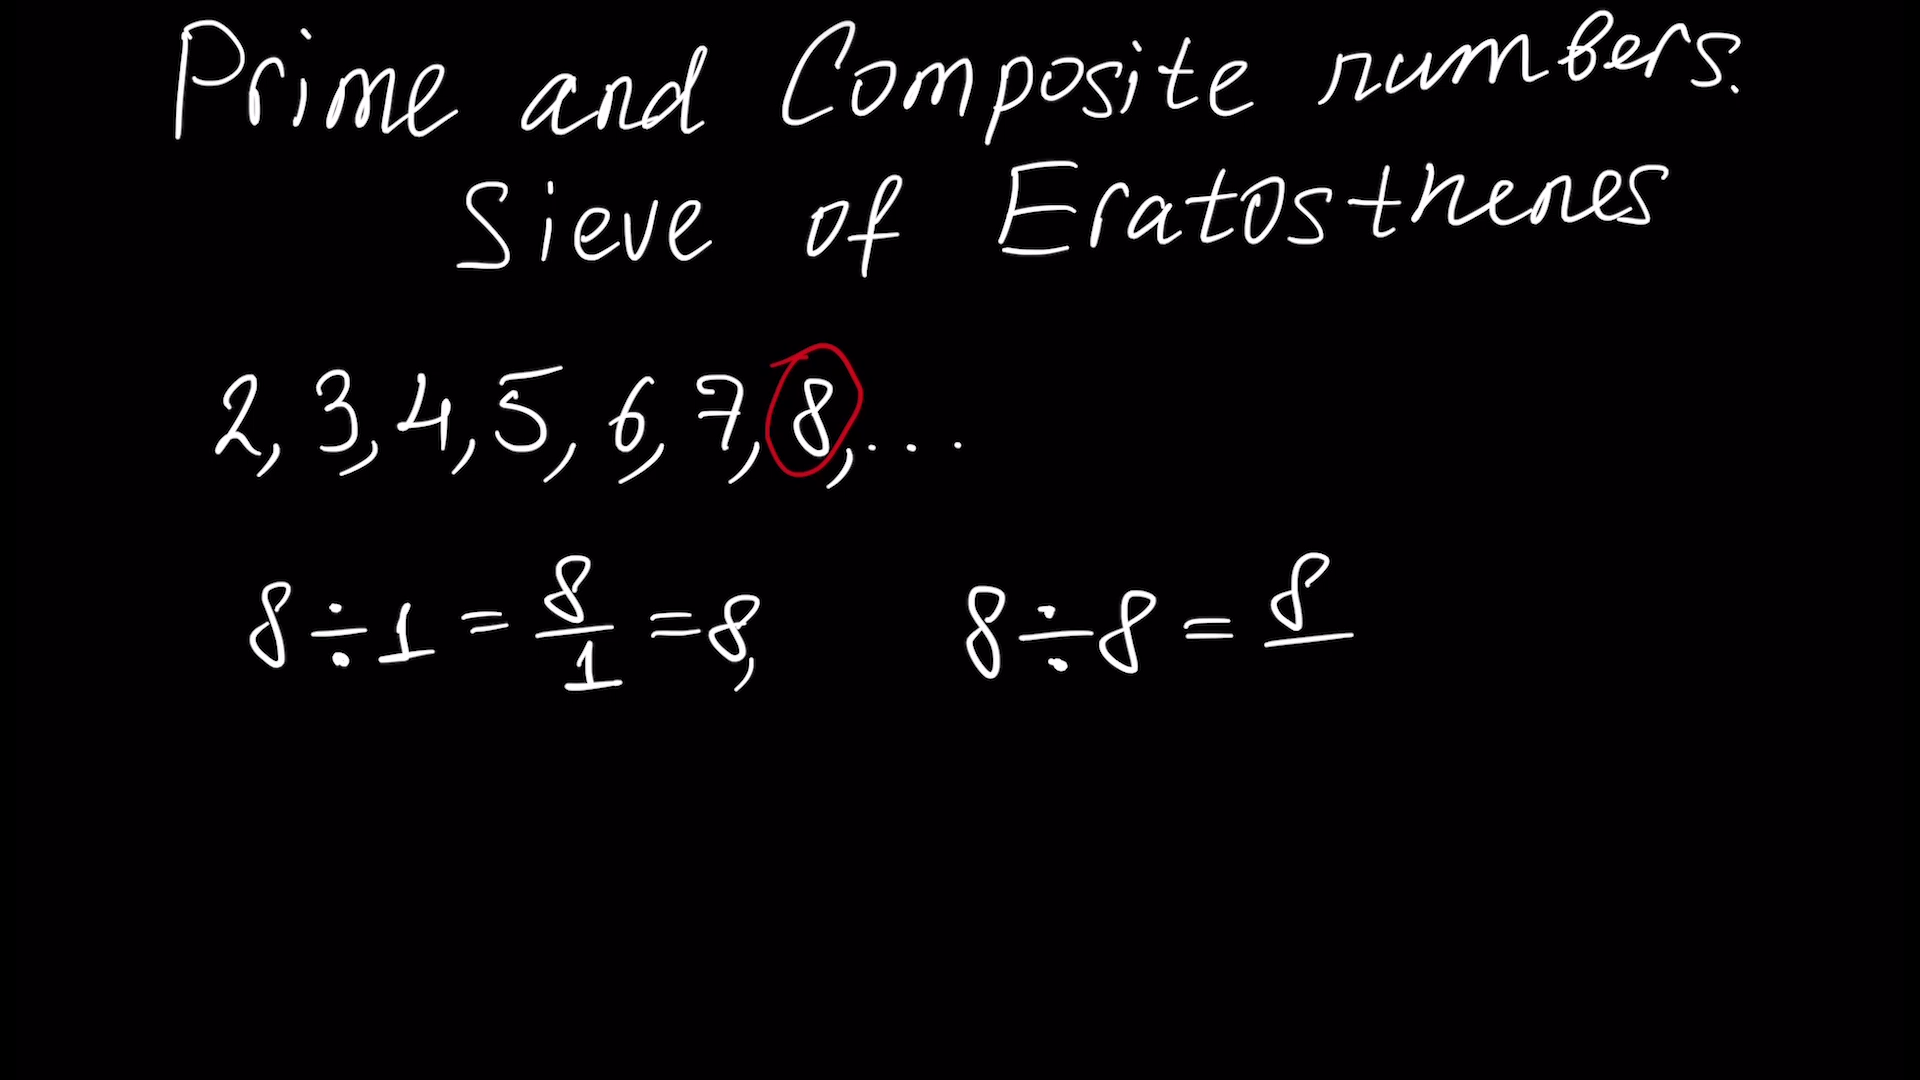 Prime and Composite numbers.
Sieve of Eratosthenes
2, 3, 4, 5, 6, 7, 8, ...
8 ÷ 1 = 8/1 = 8, 8 ÷ 8 = 8/